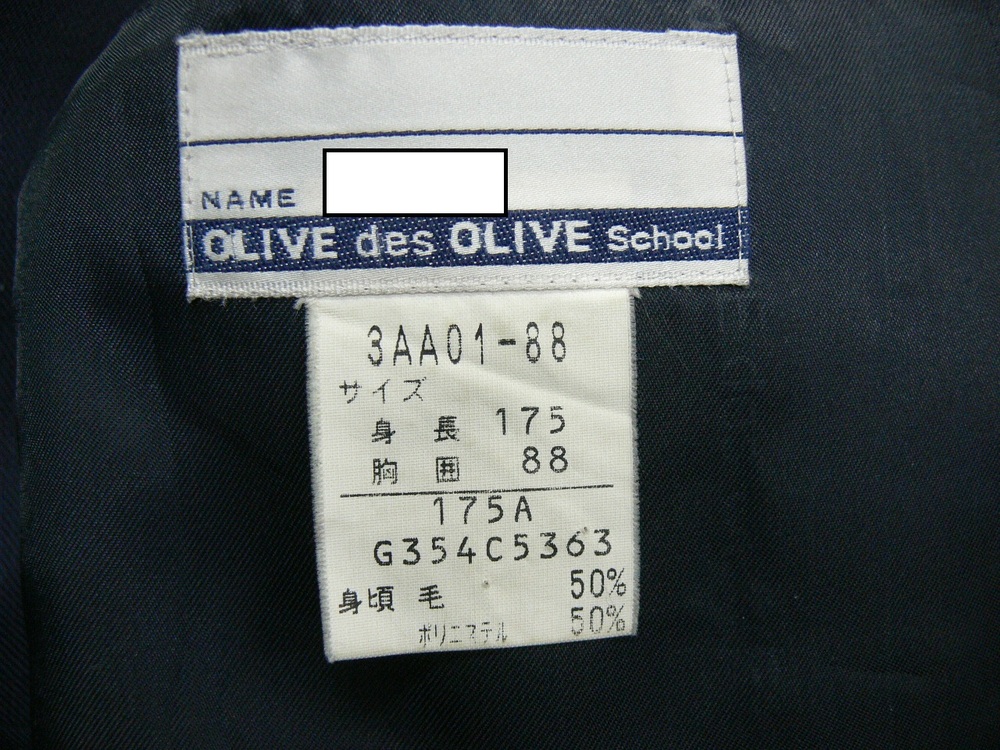 NAME
OLIVE des OLIVE School
3AA01-88
サイズ
身長 175
胸囲 88
175A
G354C5363
身頃 毛 50%
ポリエステル 50%